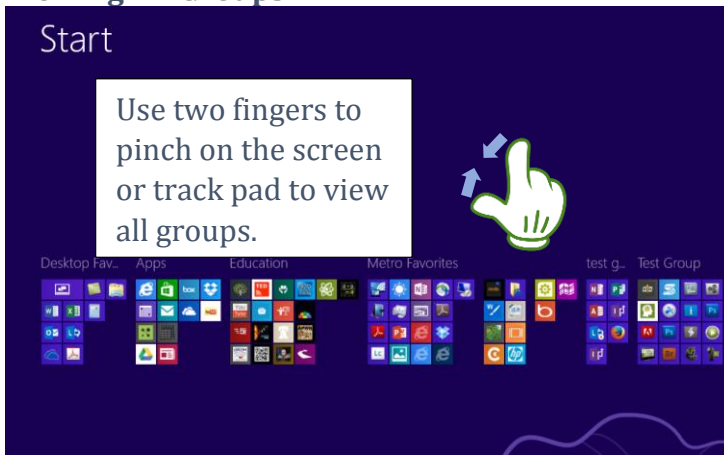 Start
Use two fingers to
pinch on the screen
or track pad to view
all groups.
Desktop Fav... Apps Education Metro Favorites test g... Test Group